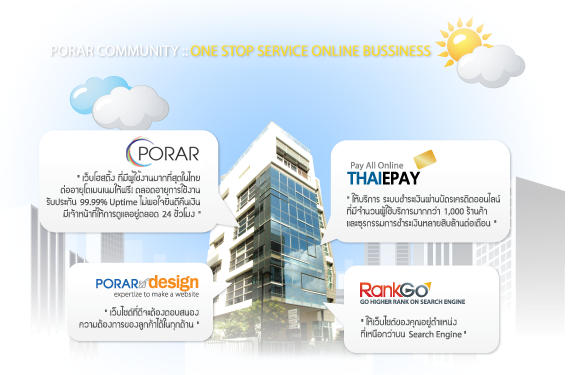 PORAR COMMUNITY :: ONE STOP SERVICE ONLINE BUSSINESS
PORAR
" เว็บโฮสติ้ง ที่มีผู้ใช้งานมากที่สุดในไทย
ต่ออายุโดเมนเนมให้ฟรี! ตลอดอายุการใช้งาน
รับประกัน 99.99% Uptime ไม่พอใจยินดีคืนเงิน
มีเจ้าหน้าที่ให้การดูแลอยู่ตลอด 24 ชั่วโมง "
Pay All Online
THAIEPAY
" ให้บริการ ระบบชำระเงินผ่านบัตรเครดิตออนไลน์
ที่มีจำนวนผู้ใช้บริการมากกว่า 1,000 ร้านค้า
และธุรกรรมการชำระเงินหลายสิบล้านต่อเดือน "
PORAR design
expertize to make a website
" เว็บไซต์ที่ดีจะต้องตอบสนอง
ความต้องการของลูกค้าได้ในทุกด้าน "
RankGo
GO HIGHER RANK ON SEARCH ENGINE
" ให้เว็บไซต์ของคุณอยู่ตำแหน่ง
ที่เหนือกว่าบน Search Engine "